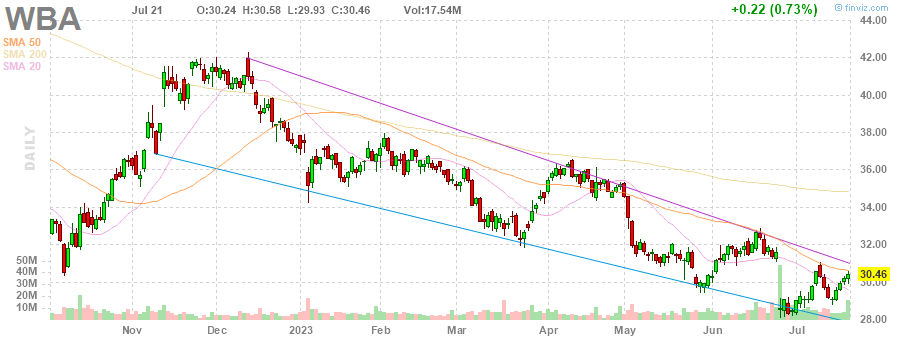 WBA Jul 21 O:30.24 H:30.58 L:29.93 C:30.46 Vol:17.54M +0.22 (0.73%) © finviz.com
SMA 50
SMA 200
SMA 20
DAILY
44.00
42.00
40.00
38.00
36.00
34.00
32.00
30.46
30.00
28.00
50M
40M
30M
20M
10M
Nov Dec 2023 Feb Mar Apr May Jun Jul